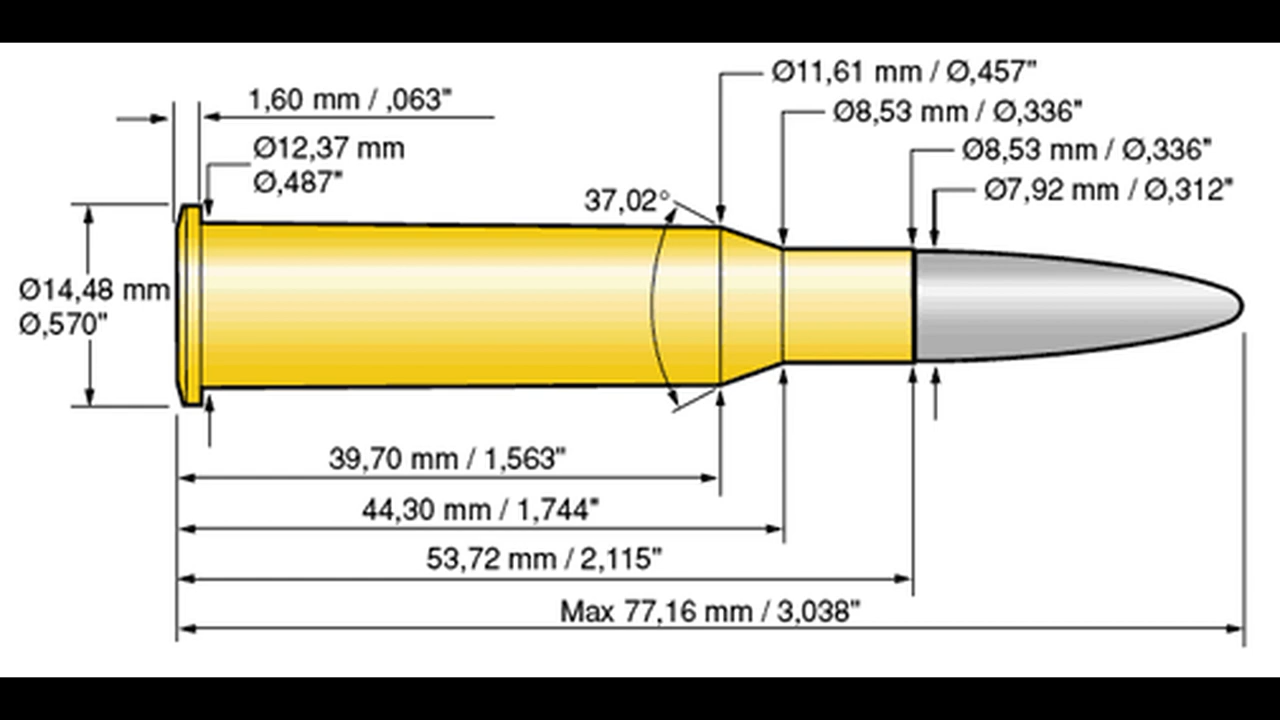 Ø11,61 mm / Ø,457"
1,60 mm / ,063"
Ø8,53 mm / Ø,336"
Ø12,37 mm
Ø,487"
Ø8,53 mm / Ø,336"
Ø7,92 mm / Ø,312"
37,02°
Ø14,48 mm
Ø,570"
39,70 mm / 1,563"
44,30 mm / 1,744"
53,72 mm / 2,115"
Max 77,16 mm / 3,038"